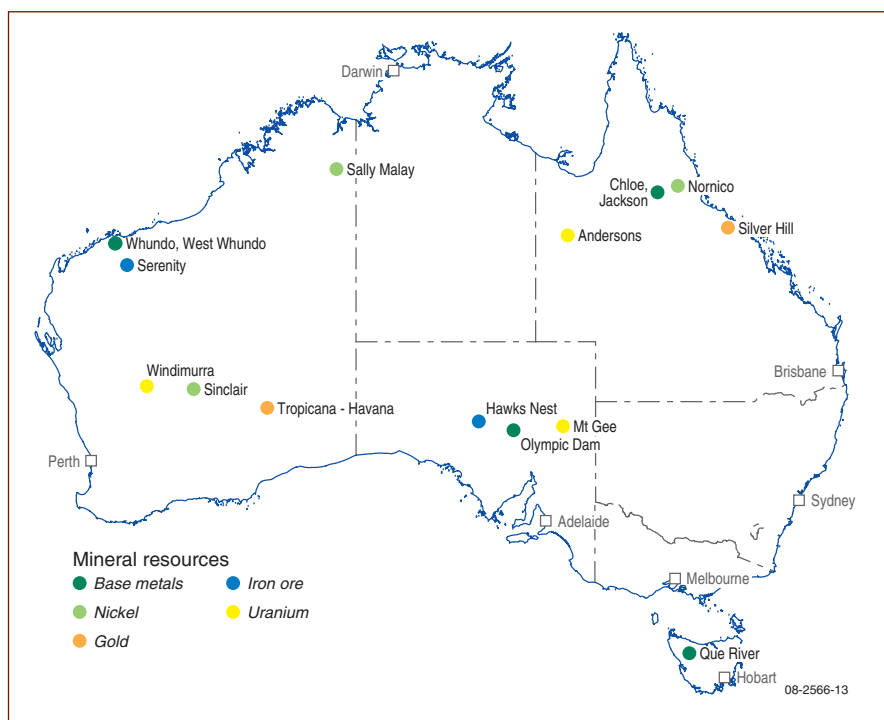 Darwin
Sally Malay
Chloe,
Jackson
Nornico
Whundo, West Whundo
Serenity
Andersons
Silver Hill
Windimurra
Sinclair
Tropicana - Havana
Brisbane
Hawks Nest
Mt Gee
Olympic Dam
Perth
Sydney
Adelaide
Mineral resources
Base metals
Iron ore
Nickel
Uranium
Gold
Melbourne
Que River
Hobart
08-2566-13